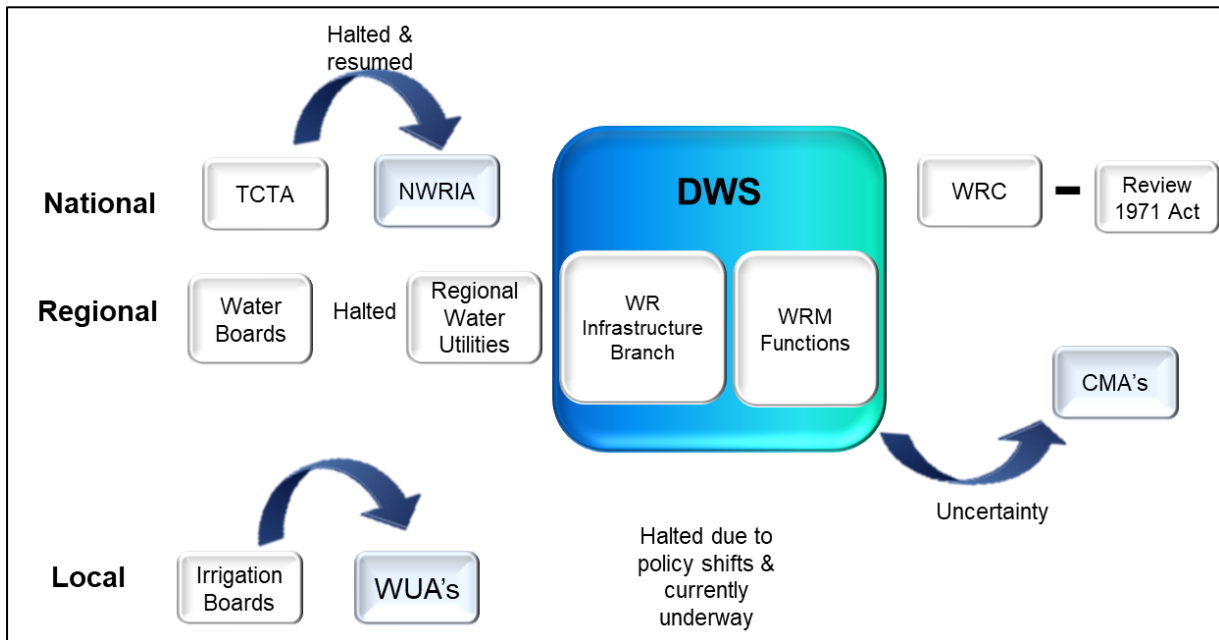 Halted &
resumed
National
TCTA
NWRIA
DWS
WRC
-
Review
1971 Act
Regional
Water
Boards
Halted
Regional
Water
Utilities
WR
Infrastructure
Branch
WRM
Functions
CMA's
Uncertainty
Local
Irrigation
Boards
WUA's
Halted due to
policy shifts &
currently
underway